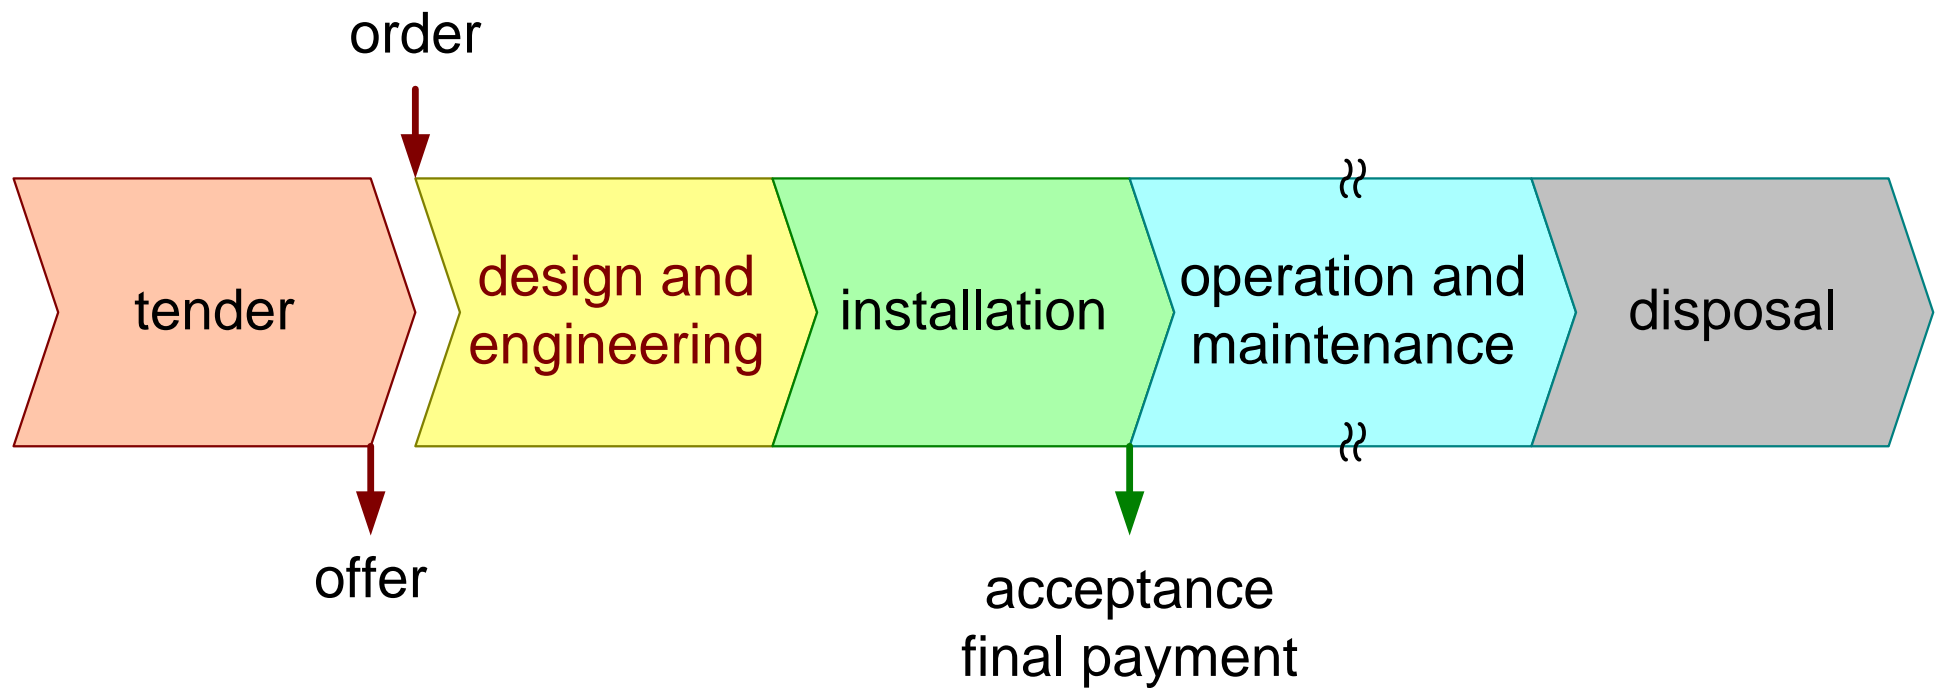 order
tender
design and
engineering
installation
operation and
maintenance
disposal
offer
acceptance
final payment